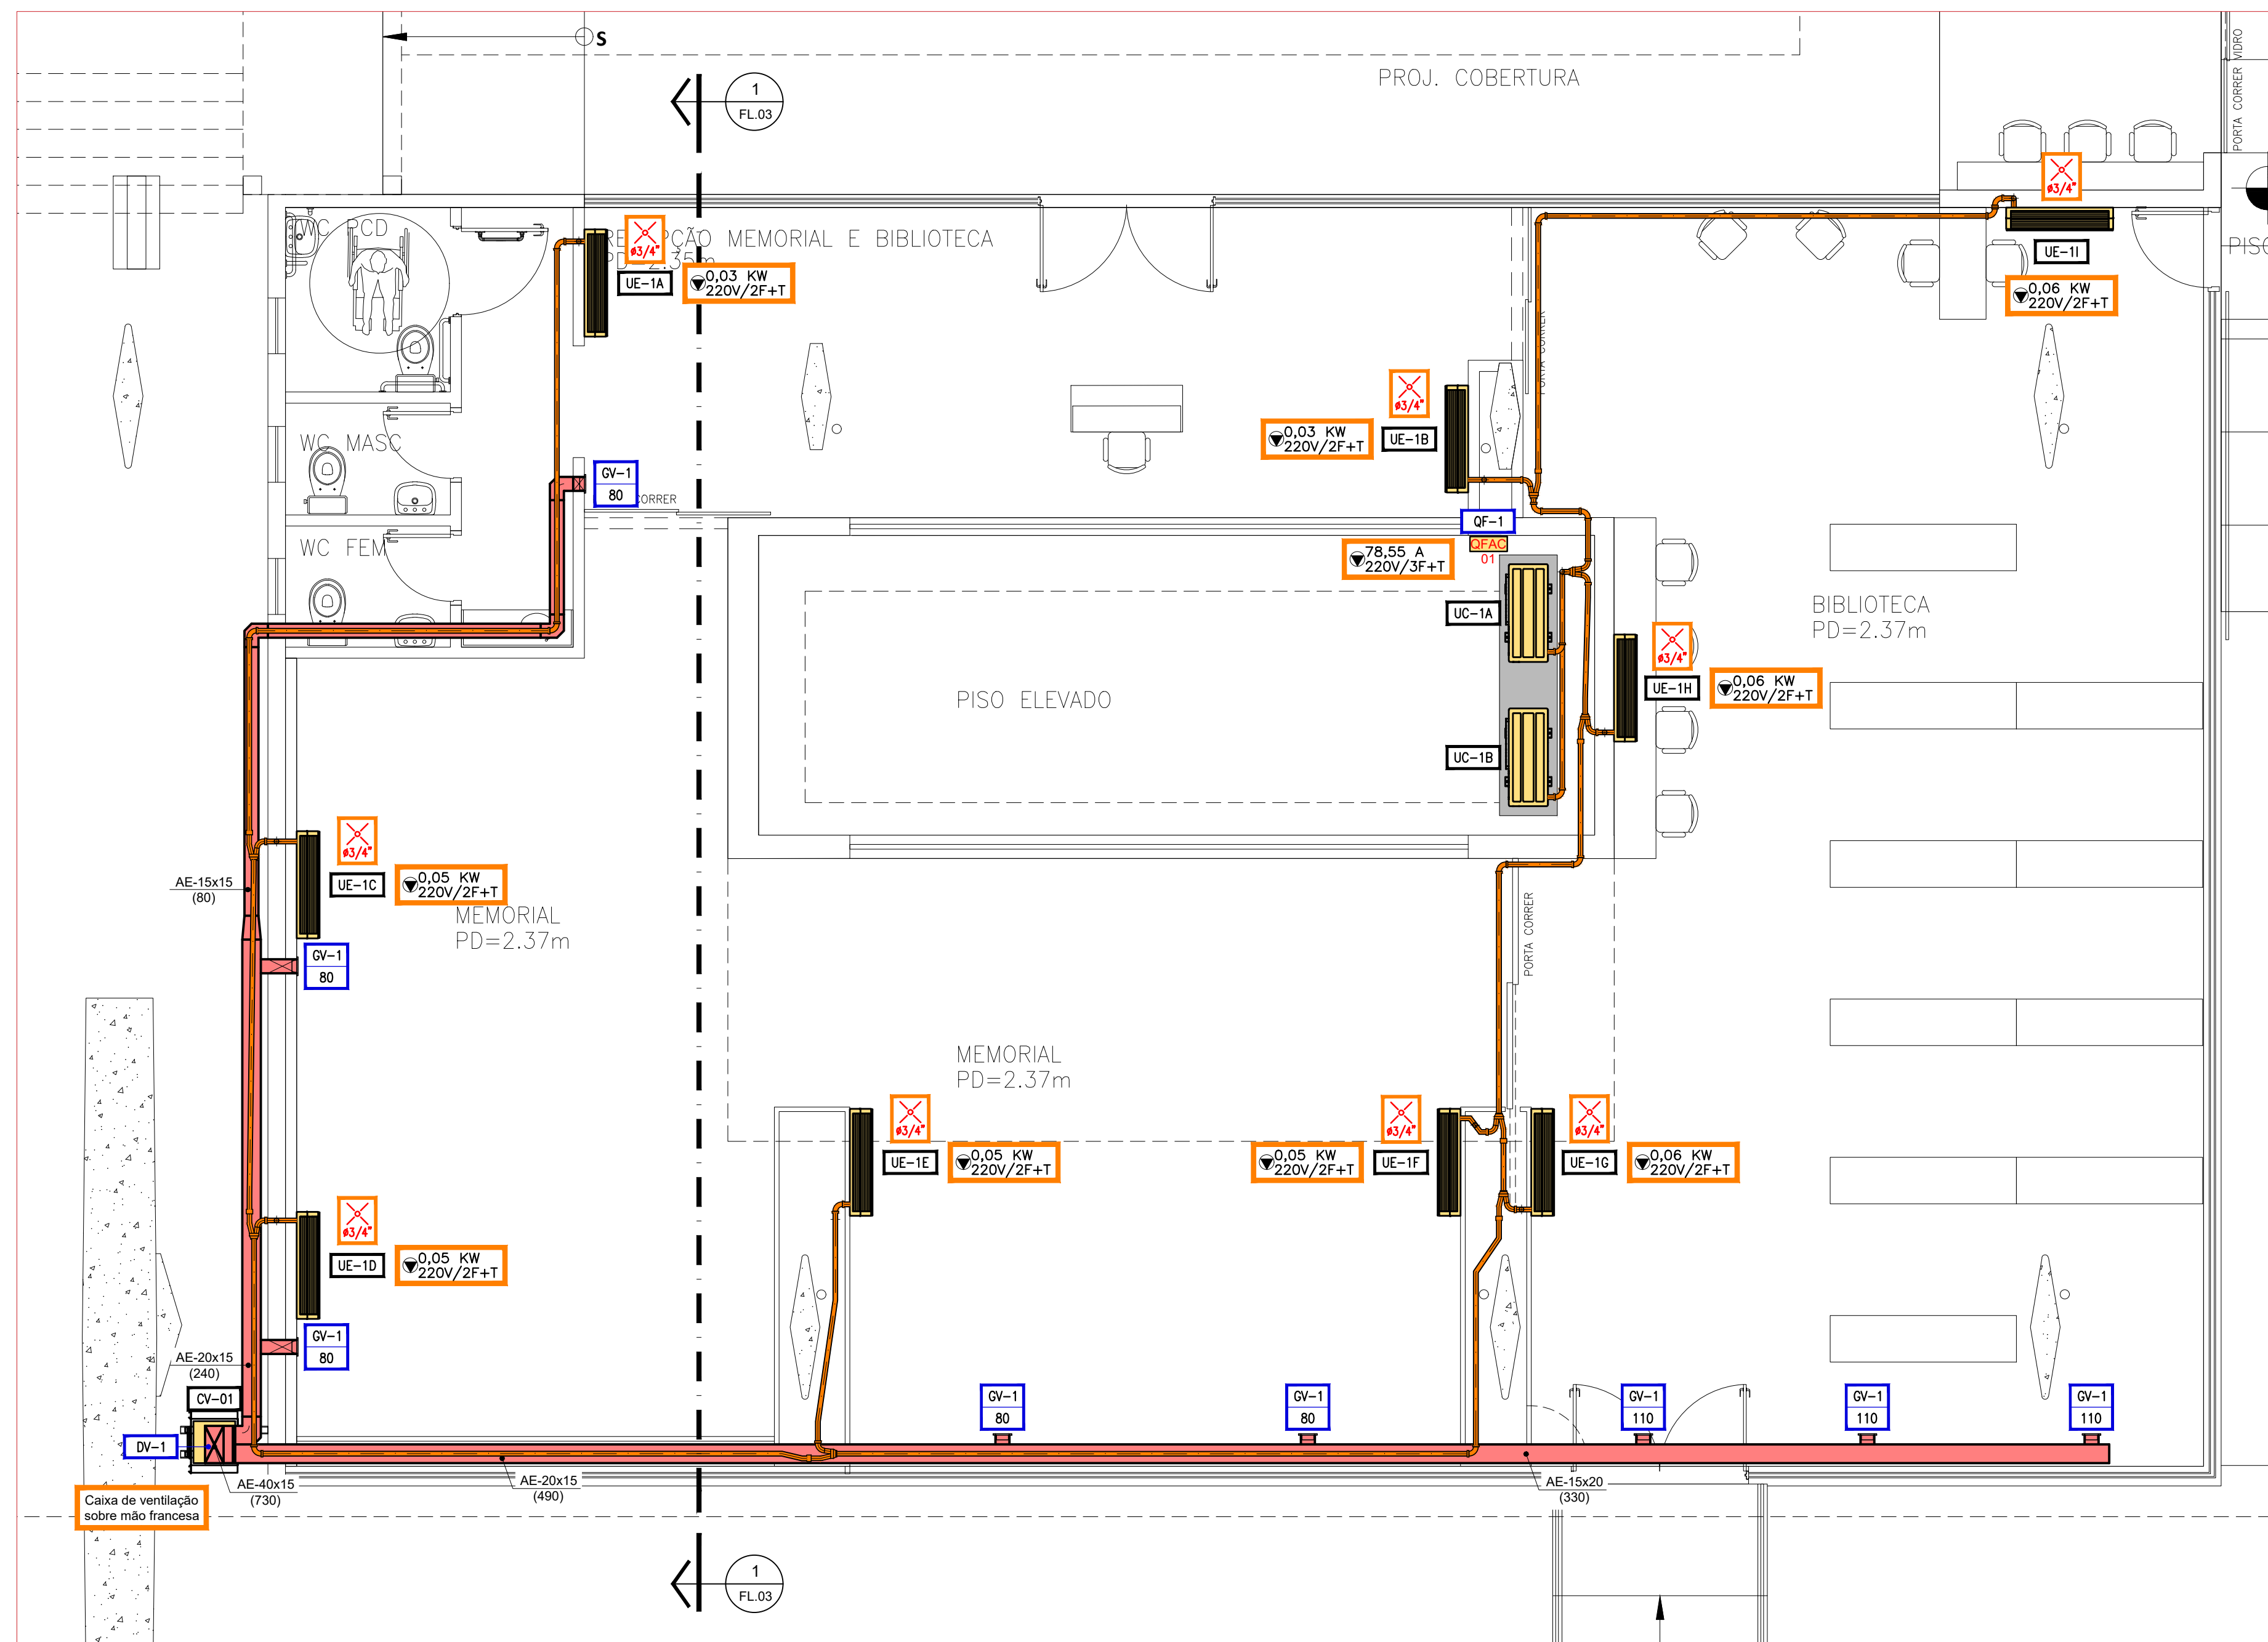 S
PROJ. COBERTURA
PORTA CORRER VIDRO
1
FL.03
ø3/4"
WC PCD
MEMORIAL E BIBLIOTECA
ø3/4"
UE-1A
0,03 KW
220V/2F+T
UE-1I
0,06 KW
220V/2F+T
PORTA CORRER
ø3/4"
0,03 KW
220V/2F+T
UE-1B
WC MASC
GV-1
80
CORRER
WC FEM
QF-1
QFAC
01
78,55 A
220V/3F+T
UC-1A
BIBLIOTECA
PD=2.37m
ø3/4"
UE-1H
0,06 KW
220V/2F+T
PISO ELEVADO
UC-1B
ø3/4"
UE-1C
0,05 KW
220V/2F+T
AE-15x15
(80)
MEMORIAL
PD=2.37m
GV-1
80
PORTA CORRER
MEMORIAL
PD=2.37m
ø3/4"
UE-1E
0,05 KW
220V/2F+T
ø3/4"
0,05 KW
220V/2F+T
UE-1F
ø3/4"
UE-1G
0,06 KW
220V/2F+T
ø3/4"
UE-1D
0,05 KW
220V/2F+T
GV-1
80
AE-20x15
(240)
CV-01
DV-1
GV-1
80
GV-1
80
GV-1
110
GV-1
110
GV-1
110
AE-40x15
(730)
AE-20x15
(490)
AE-15x20
(330)
Caixa de ventilação
sobre mão francesa
1
FL.03